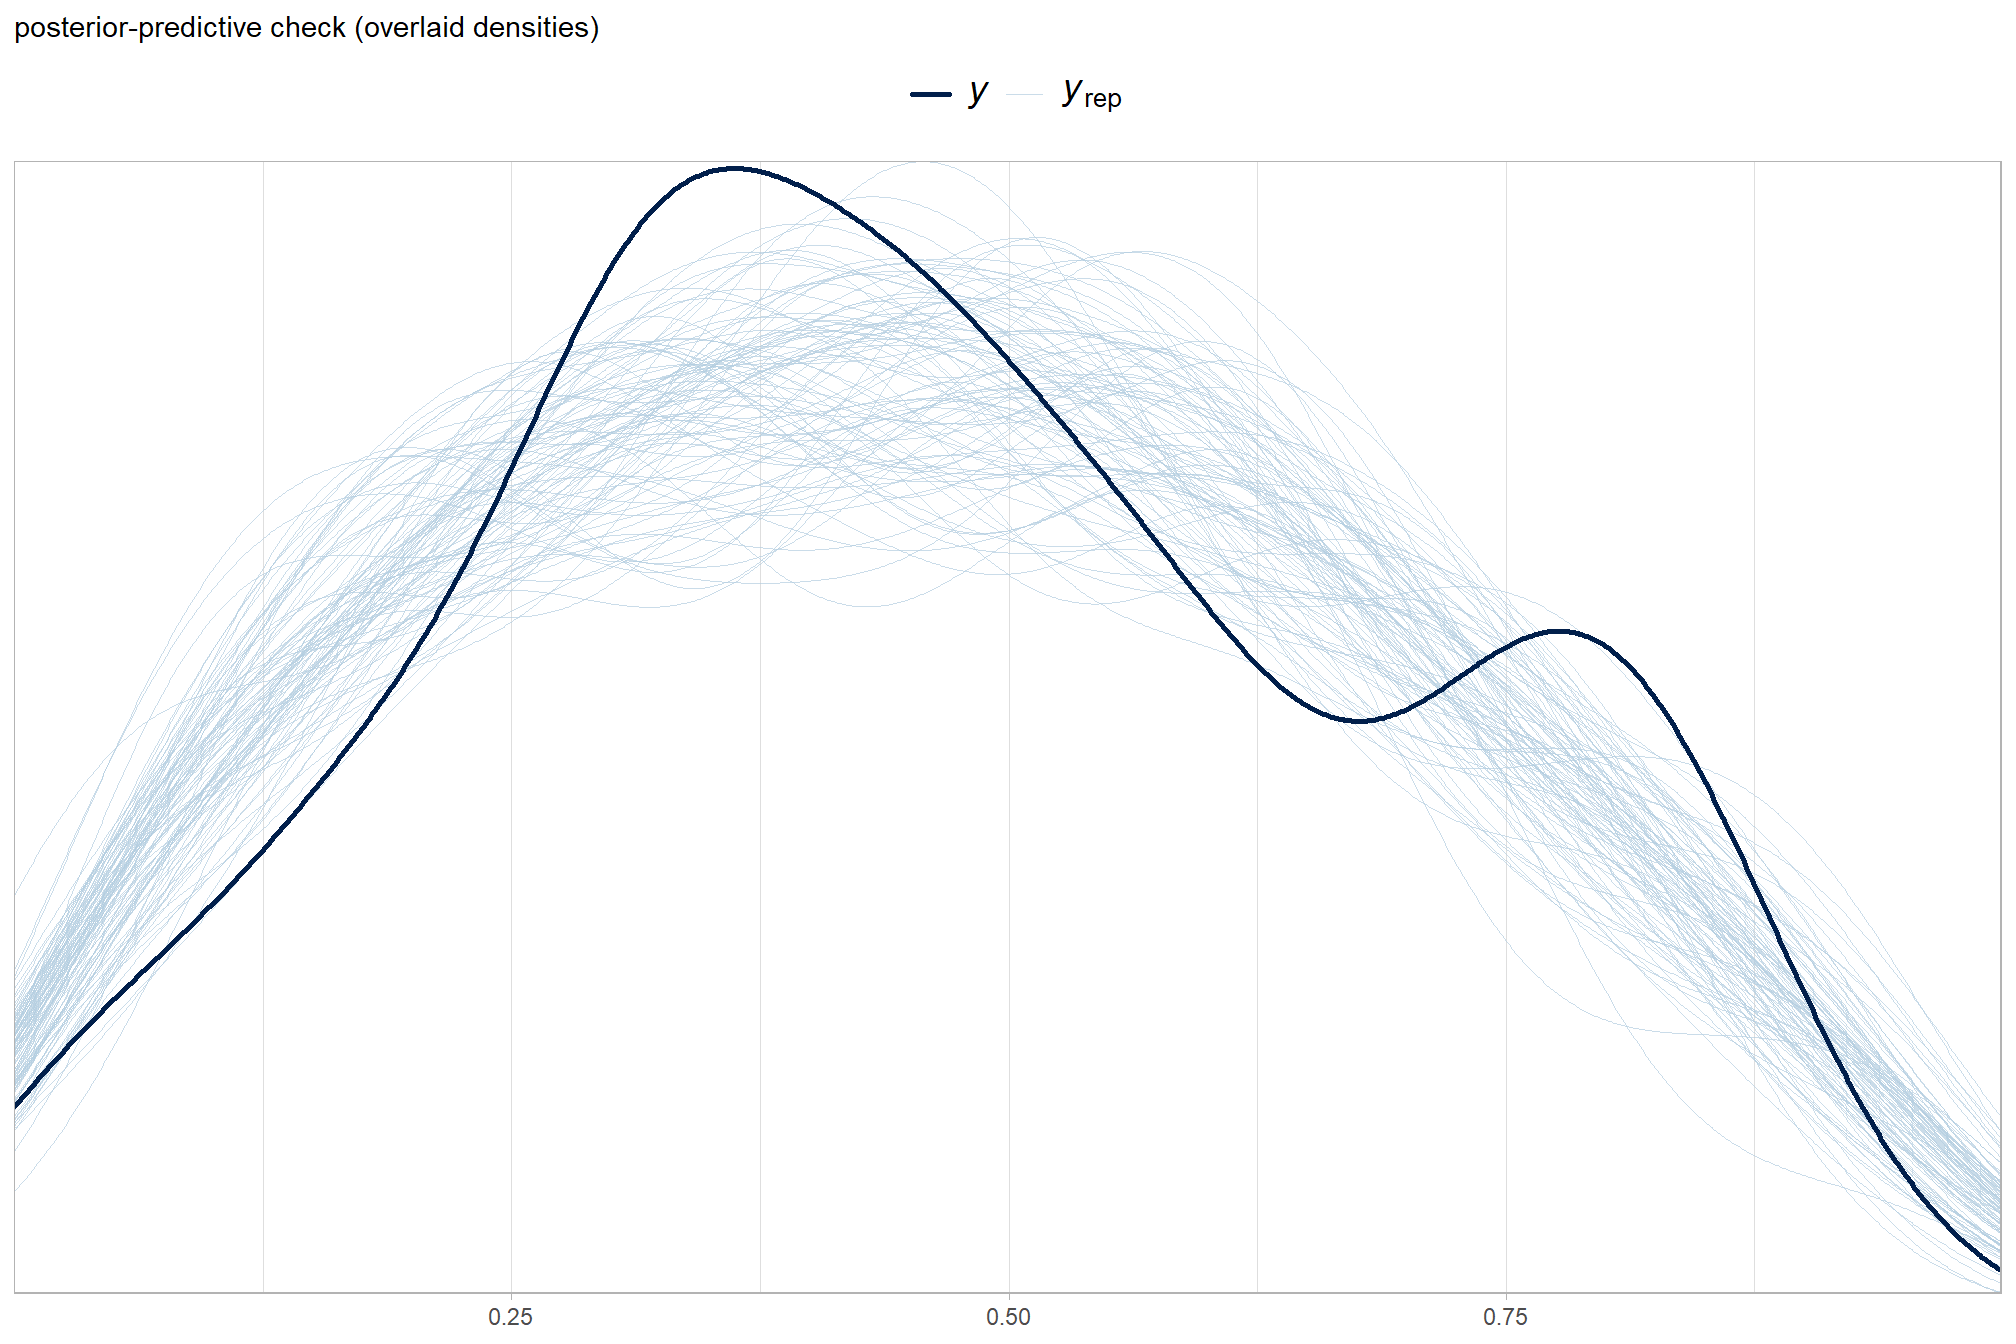 posterior-predictive check (overlaid densities)
y y rep
0.25 0.50 0.75